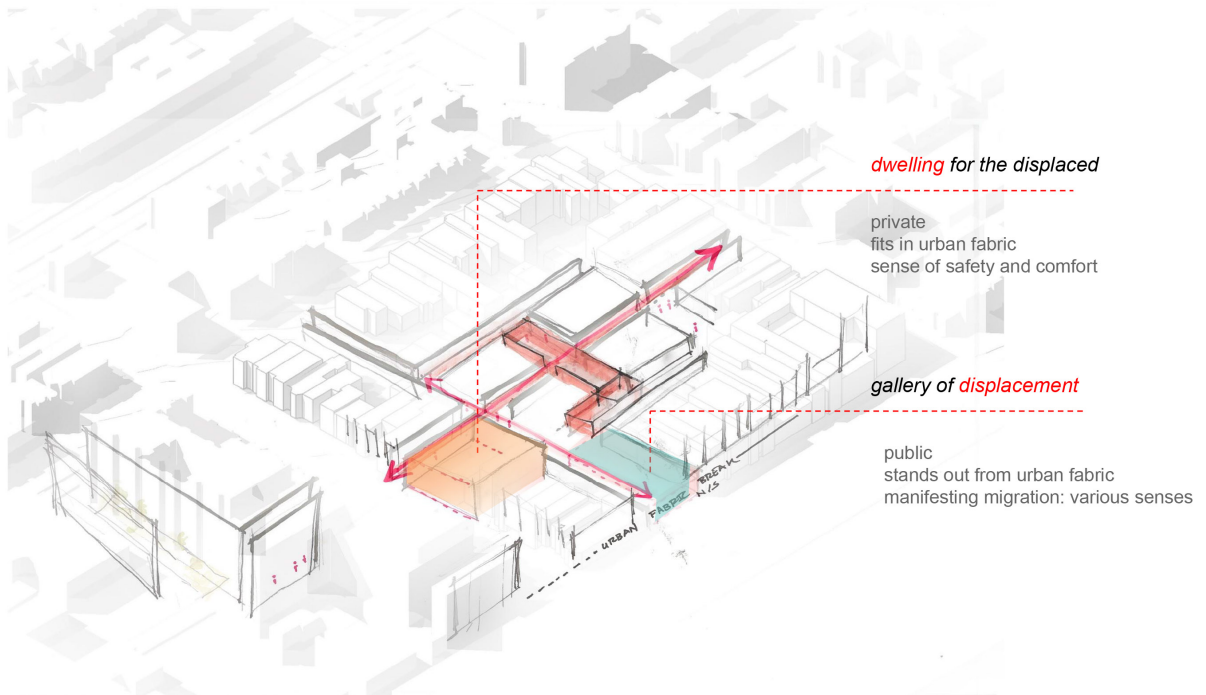 dwelling for the displaced
private
fits in urban fabric
sense of safety and comfort
gallery of displacement
public
stands out from urban fabric
manifesting migration: various senses
URBAN FABRIC BREAK
N/S